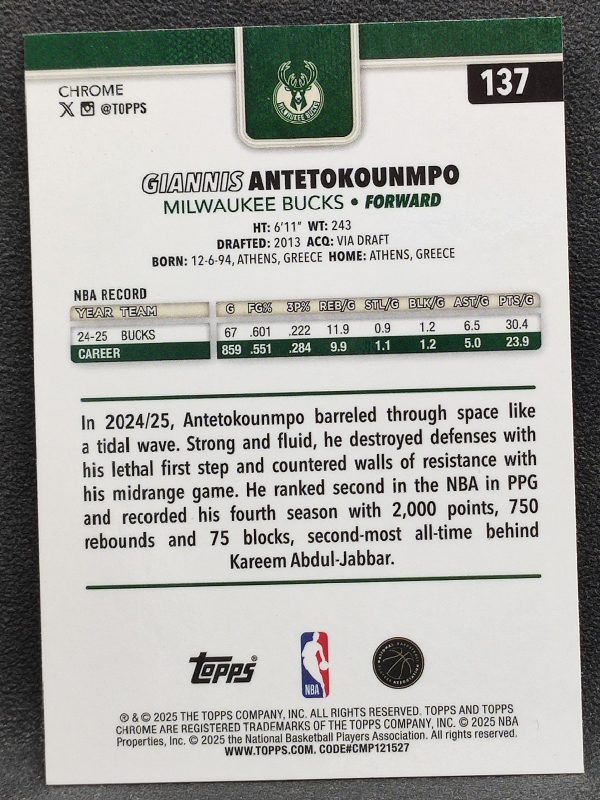 CHROME
@TOPPS
MILWAUKEE BUCKS
137
GIANNIS ANTETOKOUNMPO
MILWAUKEE BUCKS • FORWARD
HT: 6'11" WT: 243
DRAFTED: 2013 ACQ: VIA DRAFT
BORN: 12-6-94, ATHENS, GREECE HOME: ATHENS, GREECE
NBA RECORD
YEAR TEAM G FG% 3P% REB/G STL/G BLK/G AST/G PTS/G
24-25 BUCKS 67 .601 .222 11.9 0.9 1.2 6.5 30.4
CAREER 859 .551 .284 9.9 1.1 1.2 5.0 23.9
In 2024/25, Antetokounmpo barreled through space like
a tidal wave. Strong and fluid, he destroyed defenses with
his lethal first step and countered walls of resistance with
his midrange game. He ranked second in the NBA in PPG
and recorded his fourth season with 2,000 points, 750
rebounds and 75 blocks, second-most all-time behind
Kareem Abdul-Jabbar.
TOPPS®
NBA
NATIONAL BASKETBALL PLAYERS ASSOCIATION
® & © 2025 THE TOPPS COMPANY, INC. ALL RIGHTS RESERVED. TOPPS AND TOPPS
CHROME ARE REGISTERED TRADEMARKS OF THE TOPPS COMPANY, INC. © 2025 NBA
Properties, Inc. © 2025 the National Basketball Players Association. All rights reserved.
WWW.TOPPS.COM. CODE#CMP121527